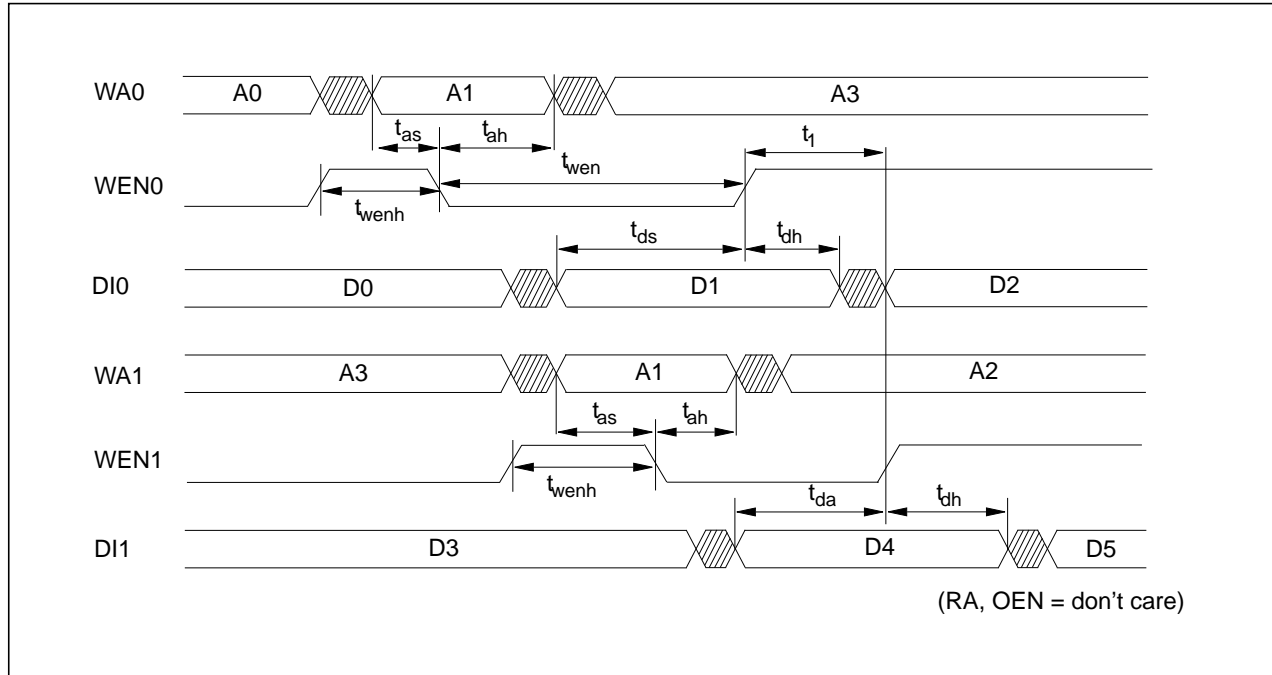 WA0 A0 A1 A3
tas tah t1
twen
WEN0
twenh
tds tdh
DI0 D0 D1 D2
WA1 A3 A1 A2
tas tah
WEN1
twenh
tda tdh
DI1 D3 D4 D5
(RA, OEN = don't care)